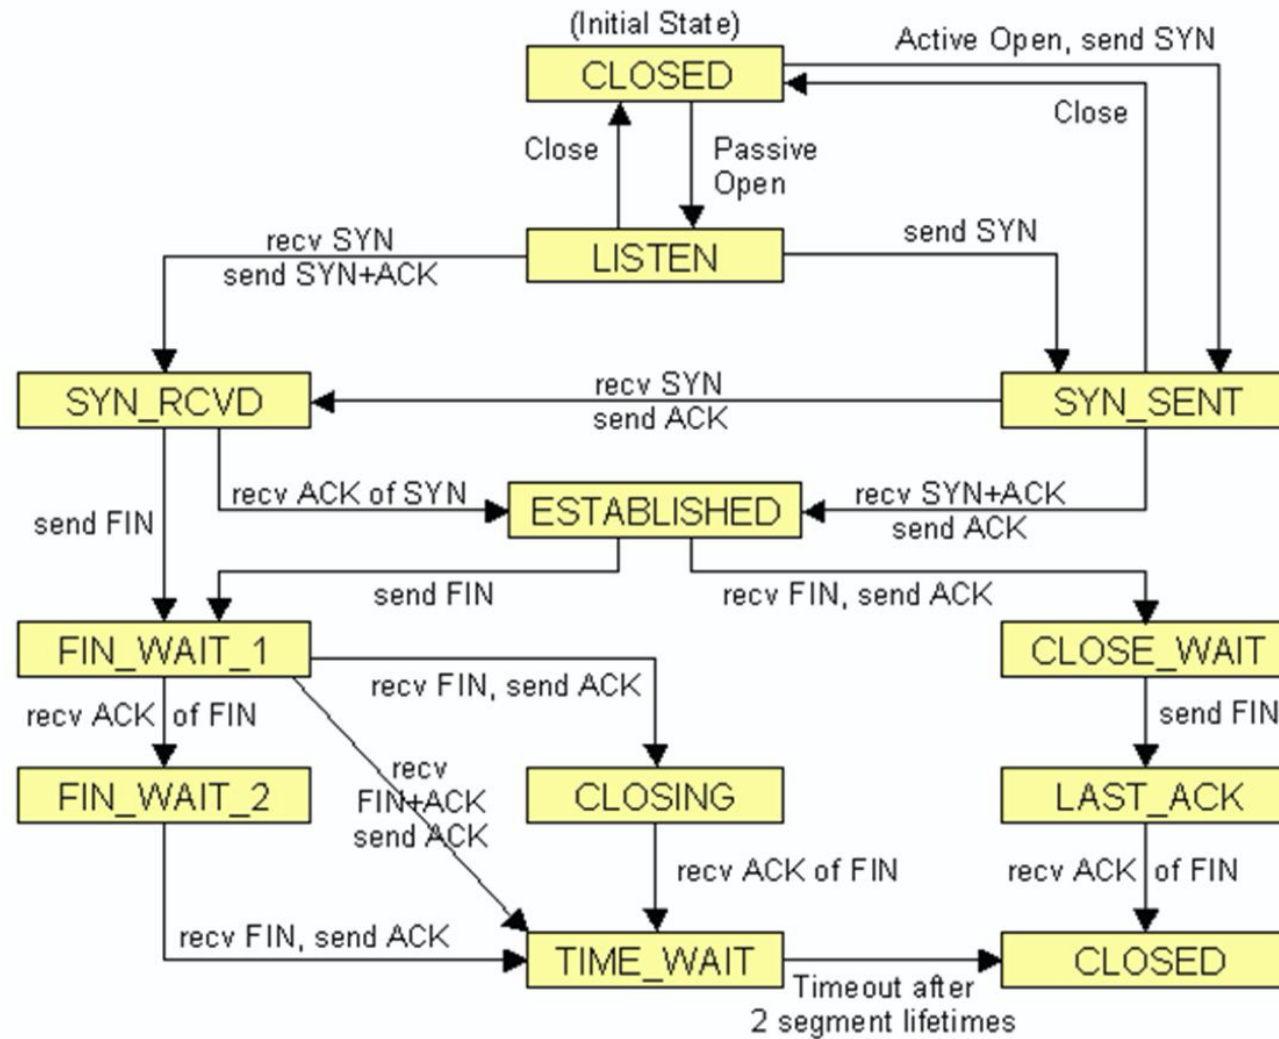 (Initial State)
CLOSED
Active Open, send SYN
Close
Close
Passive
Open
LISTEN
recv SYN
send SYN+ACK
send SYN
SYN_RCVD
recv SYN
send ACK
SYN_SENT
recv ACK of SYN
ESTABLISHED
recv SYN+ACK
send ACK
send FIN
send FIN
recv FIN, send ACK
FIN_WAIT_1
CLOSE_WAIT
recv FIN, send ACK
recv ACK of FIN
send FIN
recv
FIN+ACK
send ACK
FIN_WAIT_2
CLOSING
LAST_ACK
recv ACK of FIN
recv ACK of FIN
recv FIN, send ACK
TIME_WAIT
CLOSED
Timeout after
2 segment lifetimes